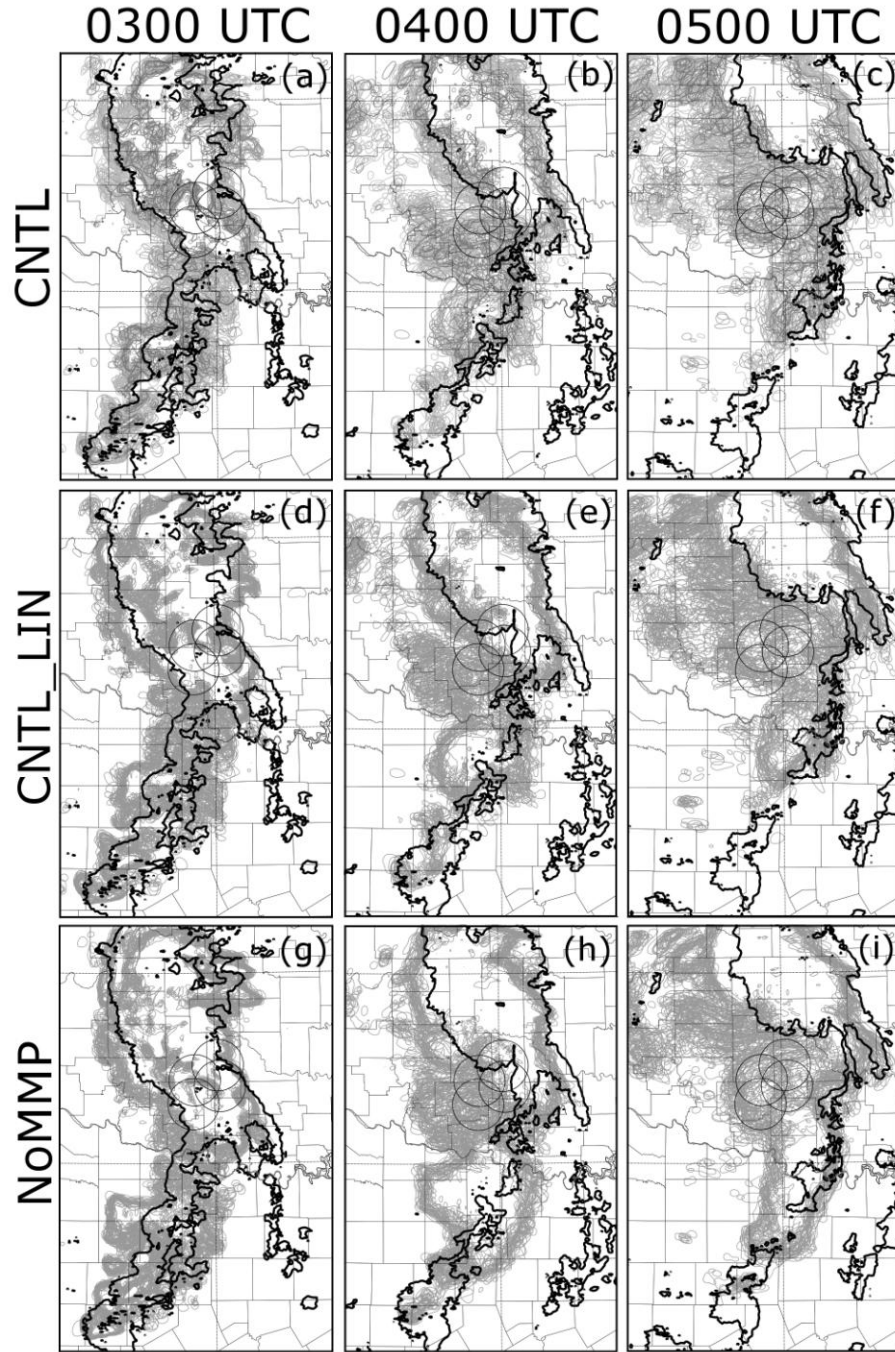 0300 UTC 0400 UTC 0500 UTC
CNTL
(a) (b) (c)
CNTL_LIN
(d) (e) (f)
NoMMP
(g) (h) (i)